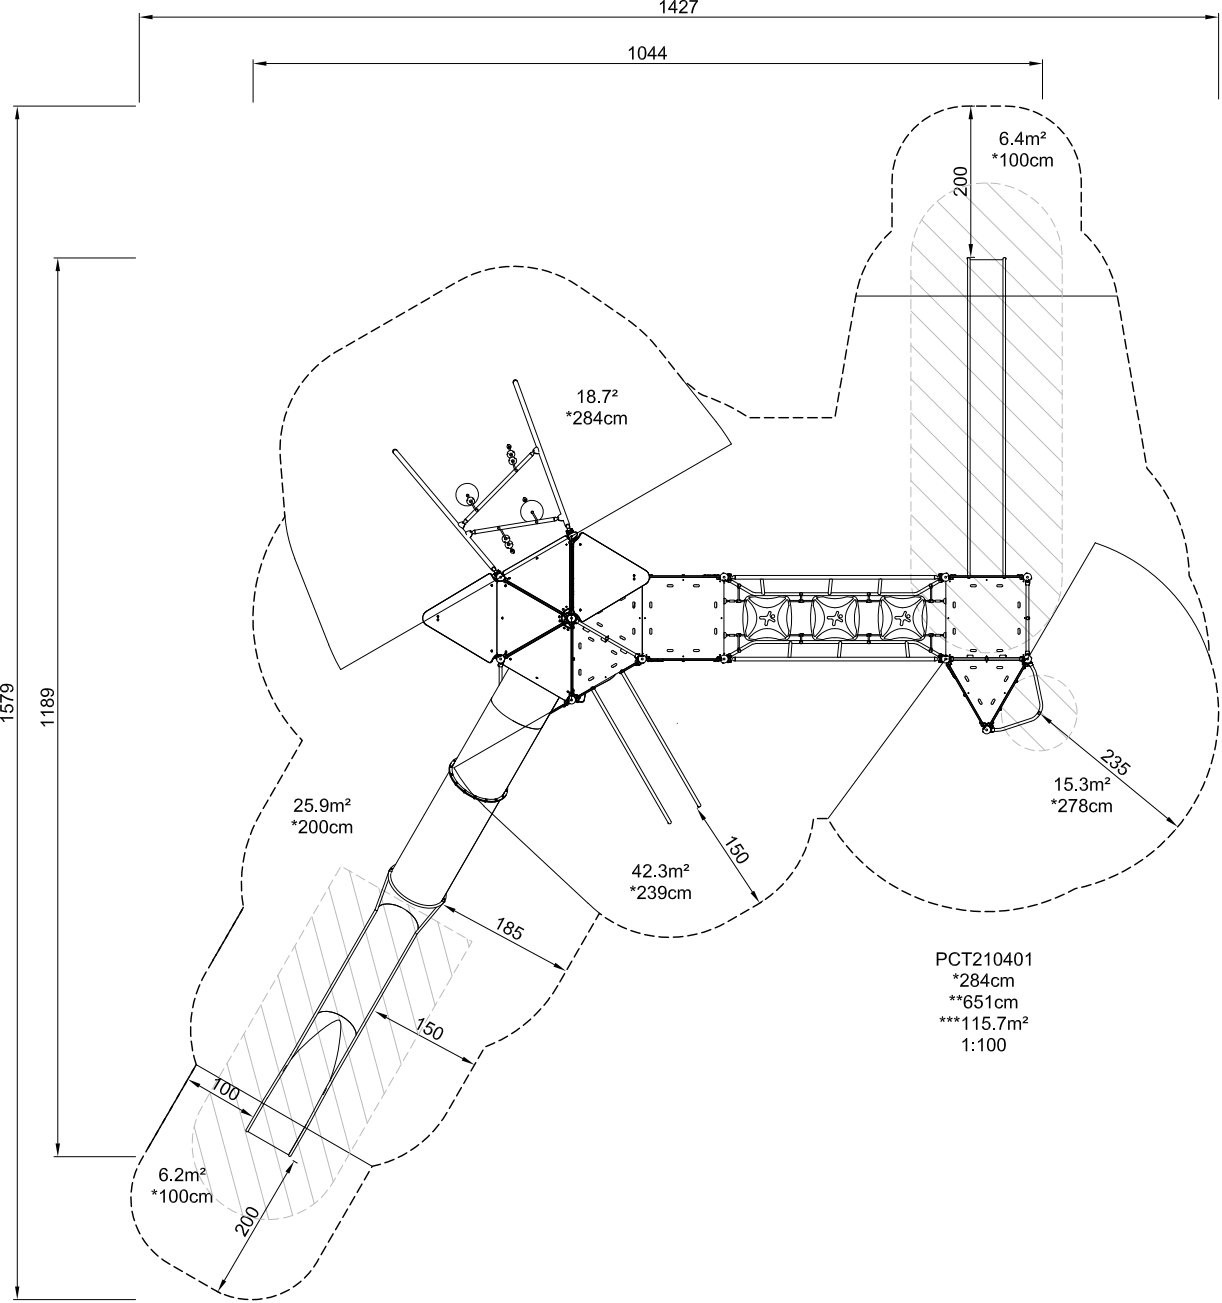 1427
1044
6.4m²
*100cm
200
18.7²
*284cm
1579
1189
235
15.3m²
*278cm
25.9m²
*200cm
150
42.3m²
*239cm
185
PCT210401
*284cm
**651cm
***115.7m²
1:100
150
100
6.2m²
*100cm
200